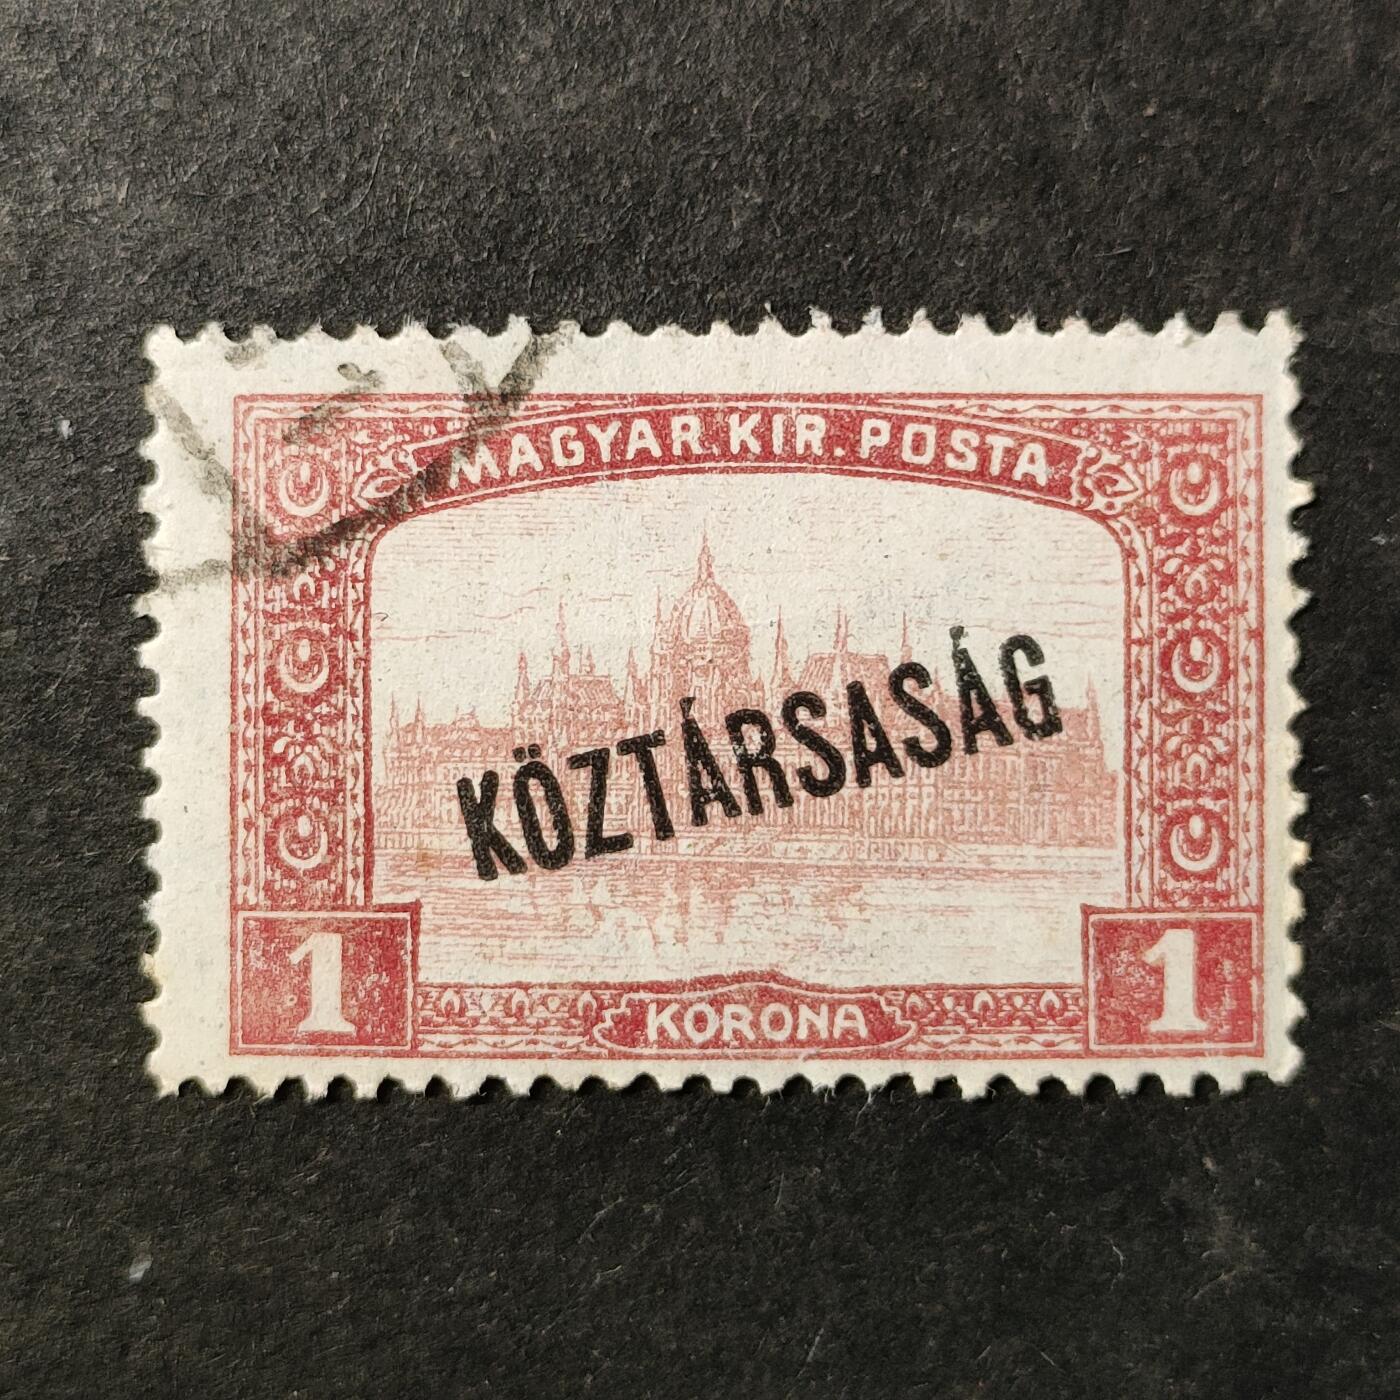 MAGYAR KIR. POSTA
KÖZTÁRSASÁG
1 KORONA 1